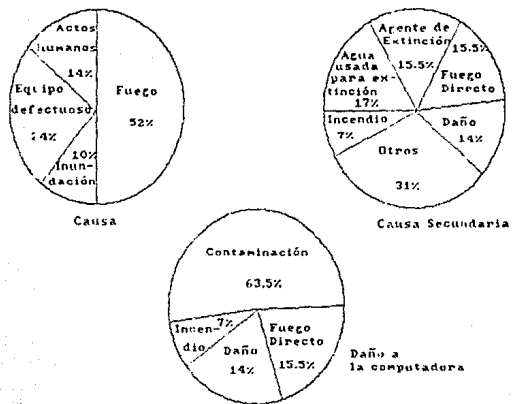 Actos
humanos
14%
Equipo
defectuoso
24%
10%
Inun-
dación
Fuego
52%
Causa
Agente de
Extinción
15.5%
15.5%
Fuego
Directo
Agua
usada
para ex-
tinción
17%
Incendio
7%
Daño
14%
Otros
31%
Causa Secundaria
Contaminación
63.5%
Incen-
dio
7%
Daño
14%
Fuego
Directo
15.5%
Daño a
la computadora